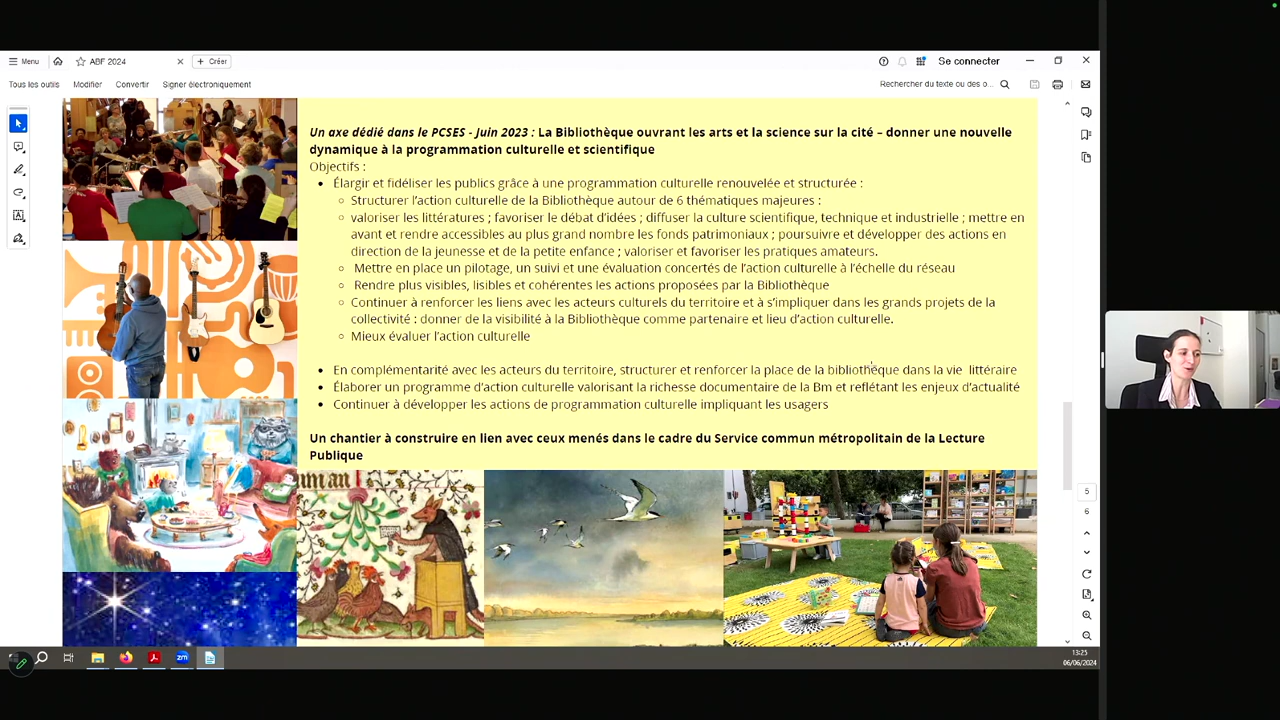 Menu
ABF 2024
Créer
Se connecter
Tous les outils Modifier Convertir Signer électroniquement
Rechercher du texte ou des o...
Un axe dédié dans le PCSES - Juin 2023 : La Bibliothèque ouvrant les arts et la science sur la cité – donner une nouvelle
dynamique à la programmation culturelle et scientifique
Objectifs :
• Élargir et fidéliser les publics grâce à une programmation culturelle renouvelée et structurée :
Structurer l'action culturelle de la Bibliothèque autour de 6 thématiques majeures :
valoriser les littératures ; favoriser le débat d'idées ; diffuser la culture scientifique, technique et industrielle ; mettre en
avant et rendre accessibles au plus grand nombre les fonds patrimoniaux ; poursuivre et développer des actions en
direction de la jeunesse et de la petite enfance ; valoriser et favoriser les pratiques amateurs.
Mettre en place un pilotage, un suivi et une évaluation concertés de l'action culturelle à l'échelle du réseau
Rendre plus visibles, lisibles et cohérentes les actions proposées par la Bibliothèque
Continuer à renforcer les liens avec les acteurs culturels du territoire et à s'impliquer dans les grands projets de la
collectivité : donner de la visibilité à la Bibliothèque comme partenaire et lieu d'action culturelle.
Mieux évaluer l'action culturelle
• En complémentarité avec les acteurs du territoire, structurer et renforcer la place de la bibliothèque dans la vie littéraire
• Élaborer un programme d'action culturelle valorisant la richesse documentaire de la Bm et reflétant les enjeux d'actualité
• Continuer à développer les actions de programmation culturelle impliquant les usagers
Un chantier à construire en lien avec ceux menés dans le cadre du Service commun métropolitain de la Lecture
Publique
5
6
zm
13:25
06/06/2024